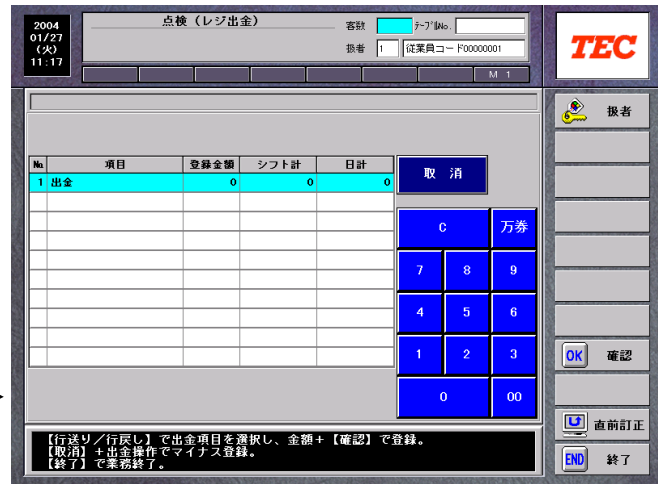 2004
01/27
(火)
11:17
点検（レジ出金）
客数
ﾃｰﾌﾞﾙNo.
扱者 1 従業員コード00000001
M 1
TEC
扱者
No. 項目 登録金額 シフト計 日計
1 出金 0 0 0
取 消
C 万券
7 8 9
4 5 6
1 2 3
0 00
OK 確認
直前訂正
END 終了
【行送り／行戻し】で出金項目を選択し、金額＋【確認】で登録。
【取消】＋出金操作でマイナス登録。
【終了】で業務終了。